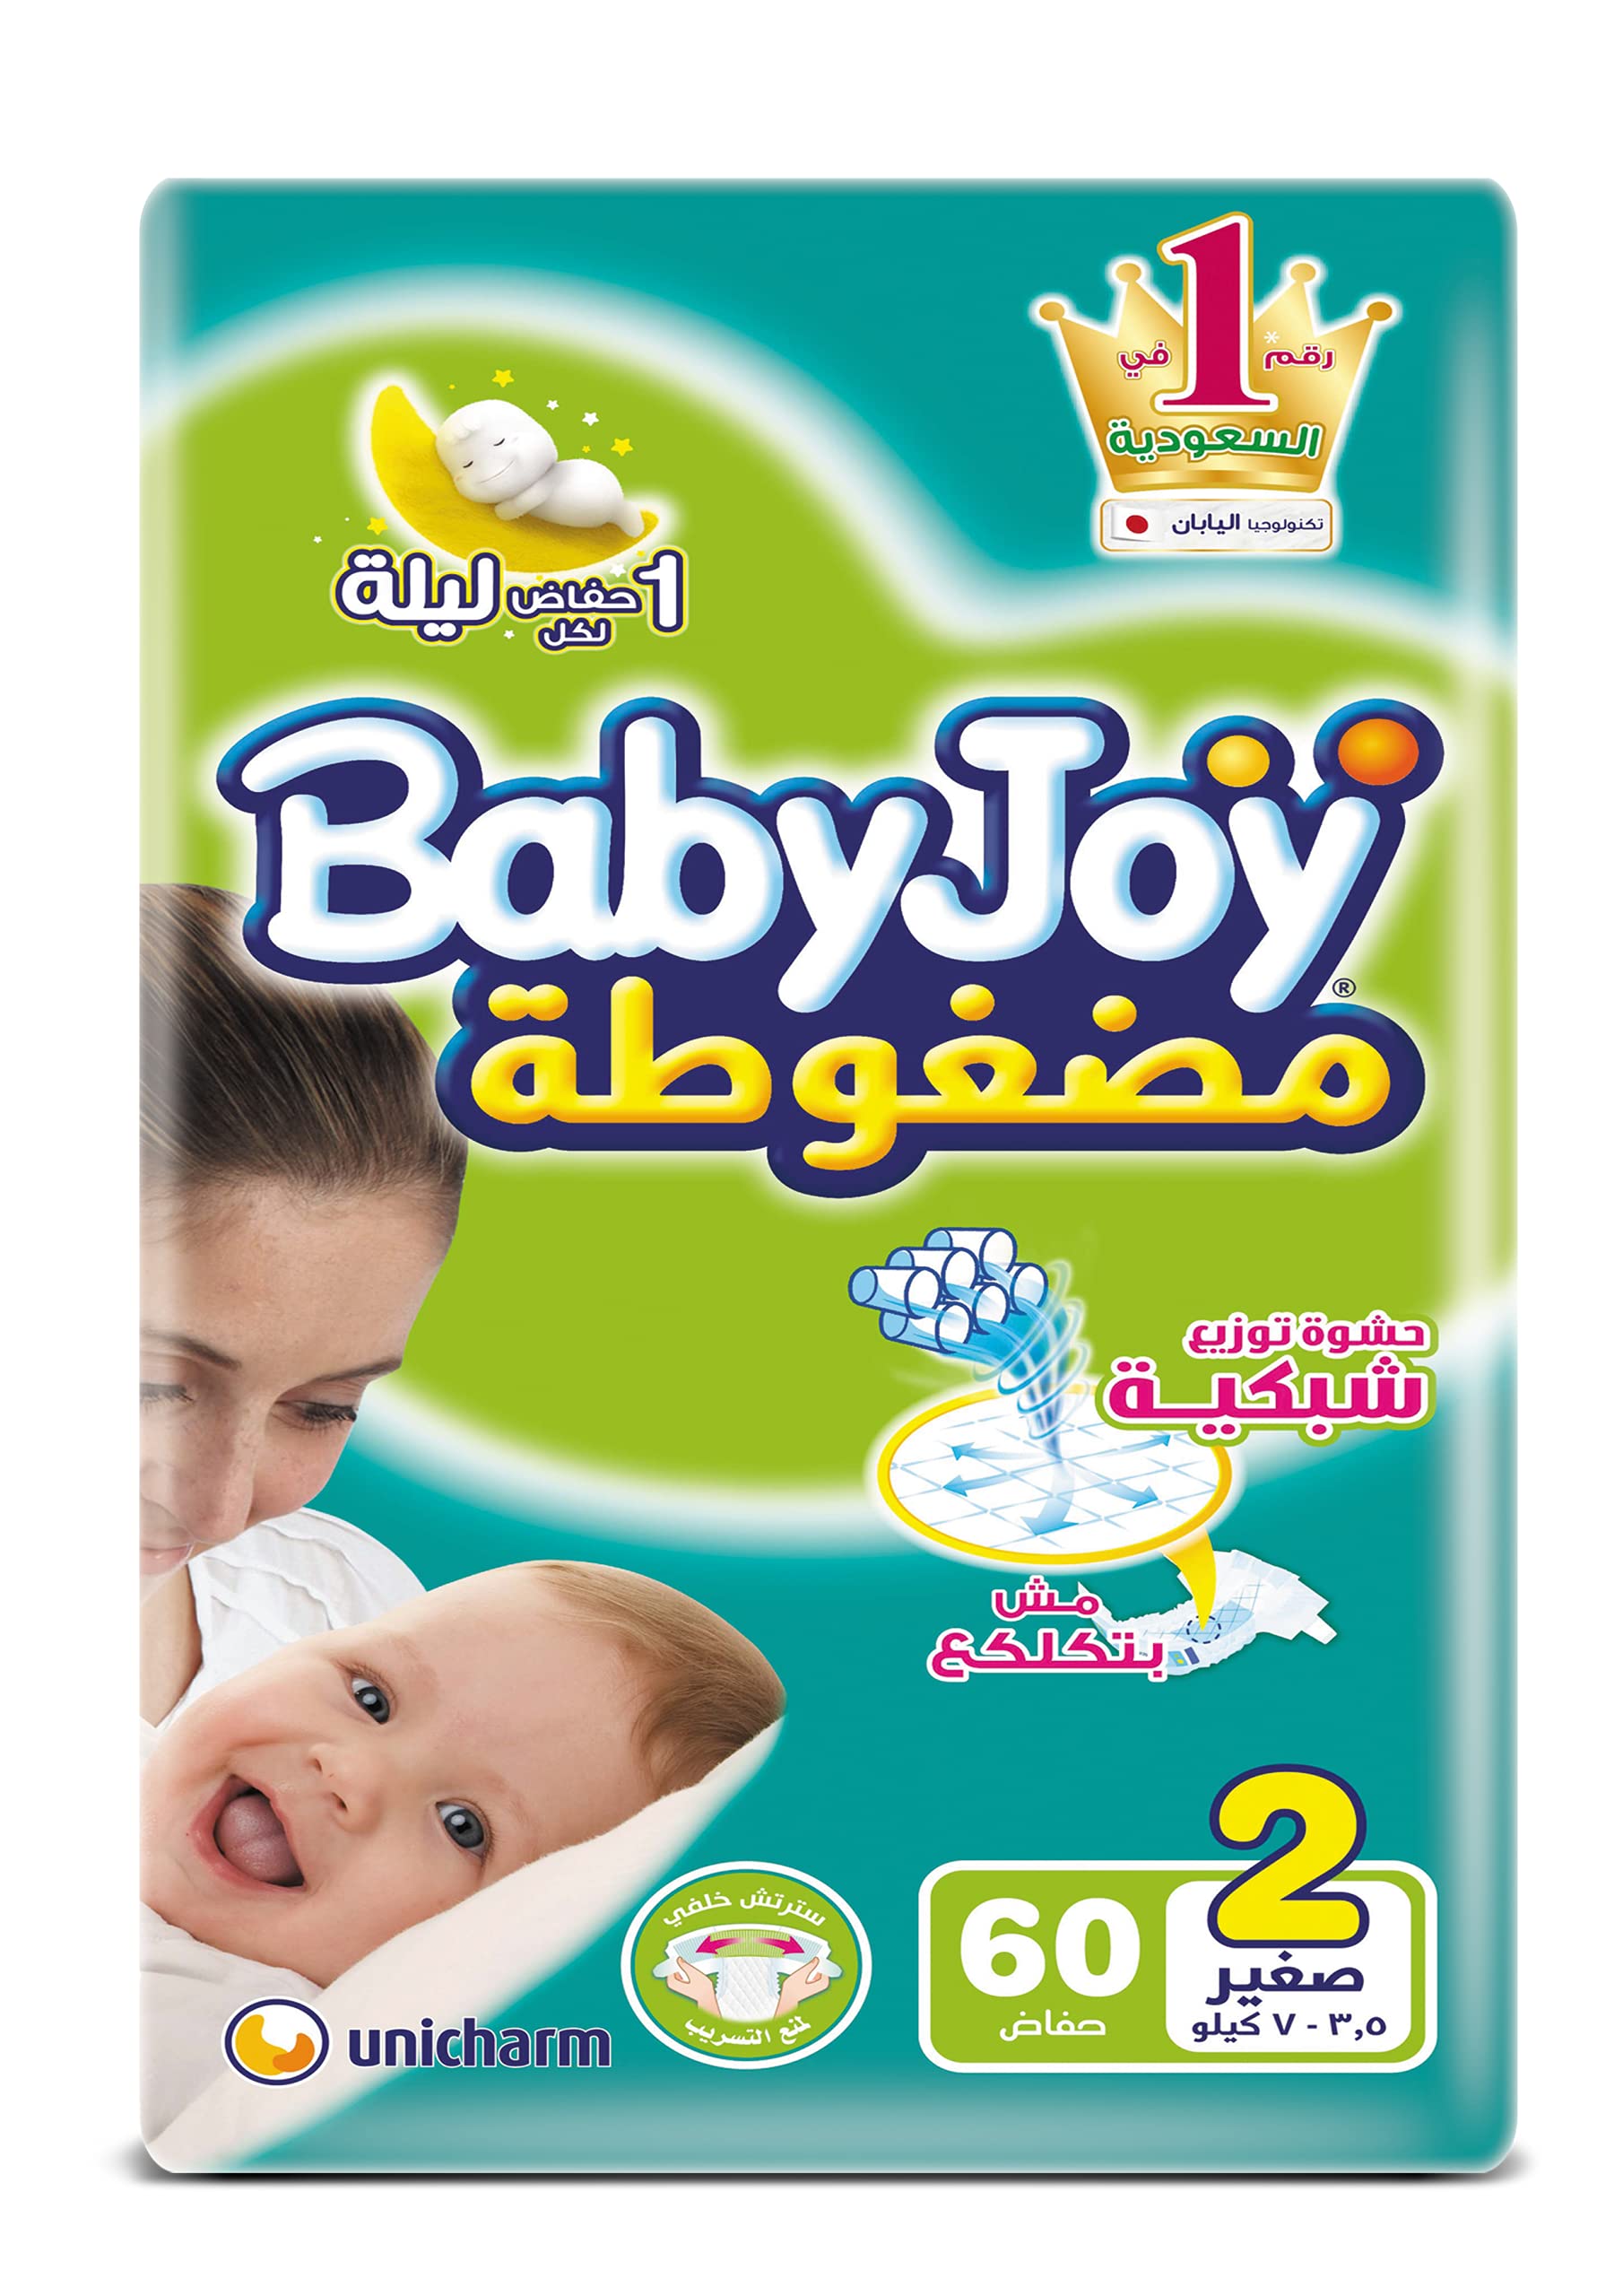 رقم 1* في
السعودية
تكنولوجيا اليابان
1 حفاض
لكل ليلة
BabyJoy
®
مضغوطة
حشوة توزيع
شبكية
مش
بتكلكع
2
صغير
٣,٥ - ٧ كيلو
60
حفاض
سترتش خلفي
لمنع التسريب
unicharm